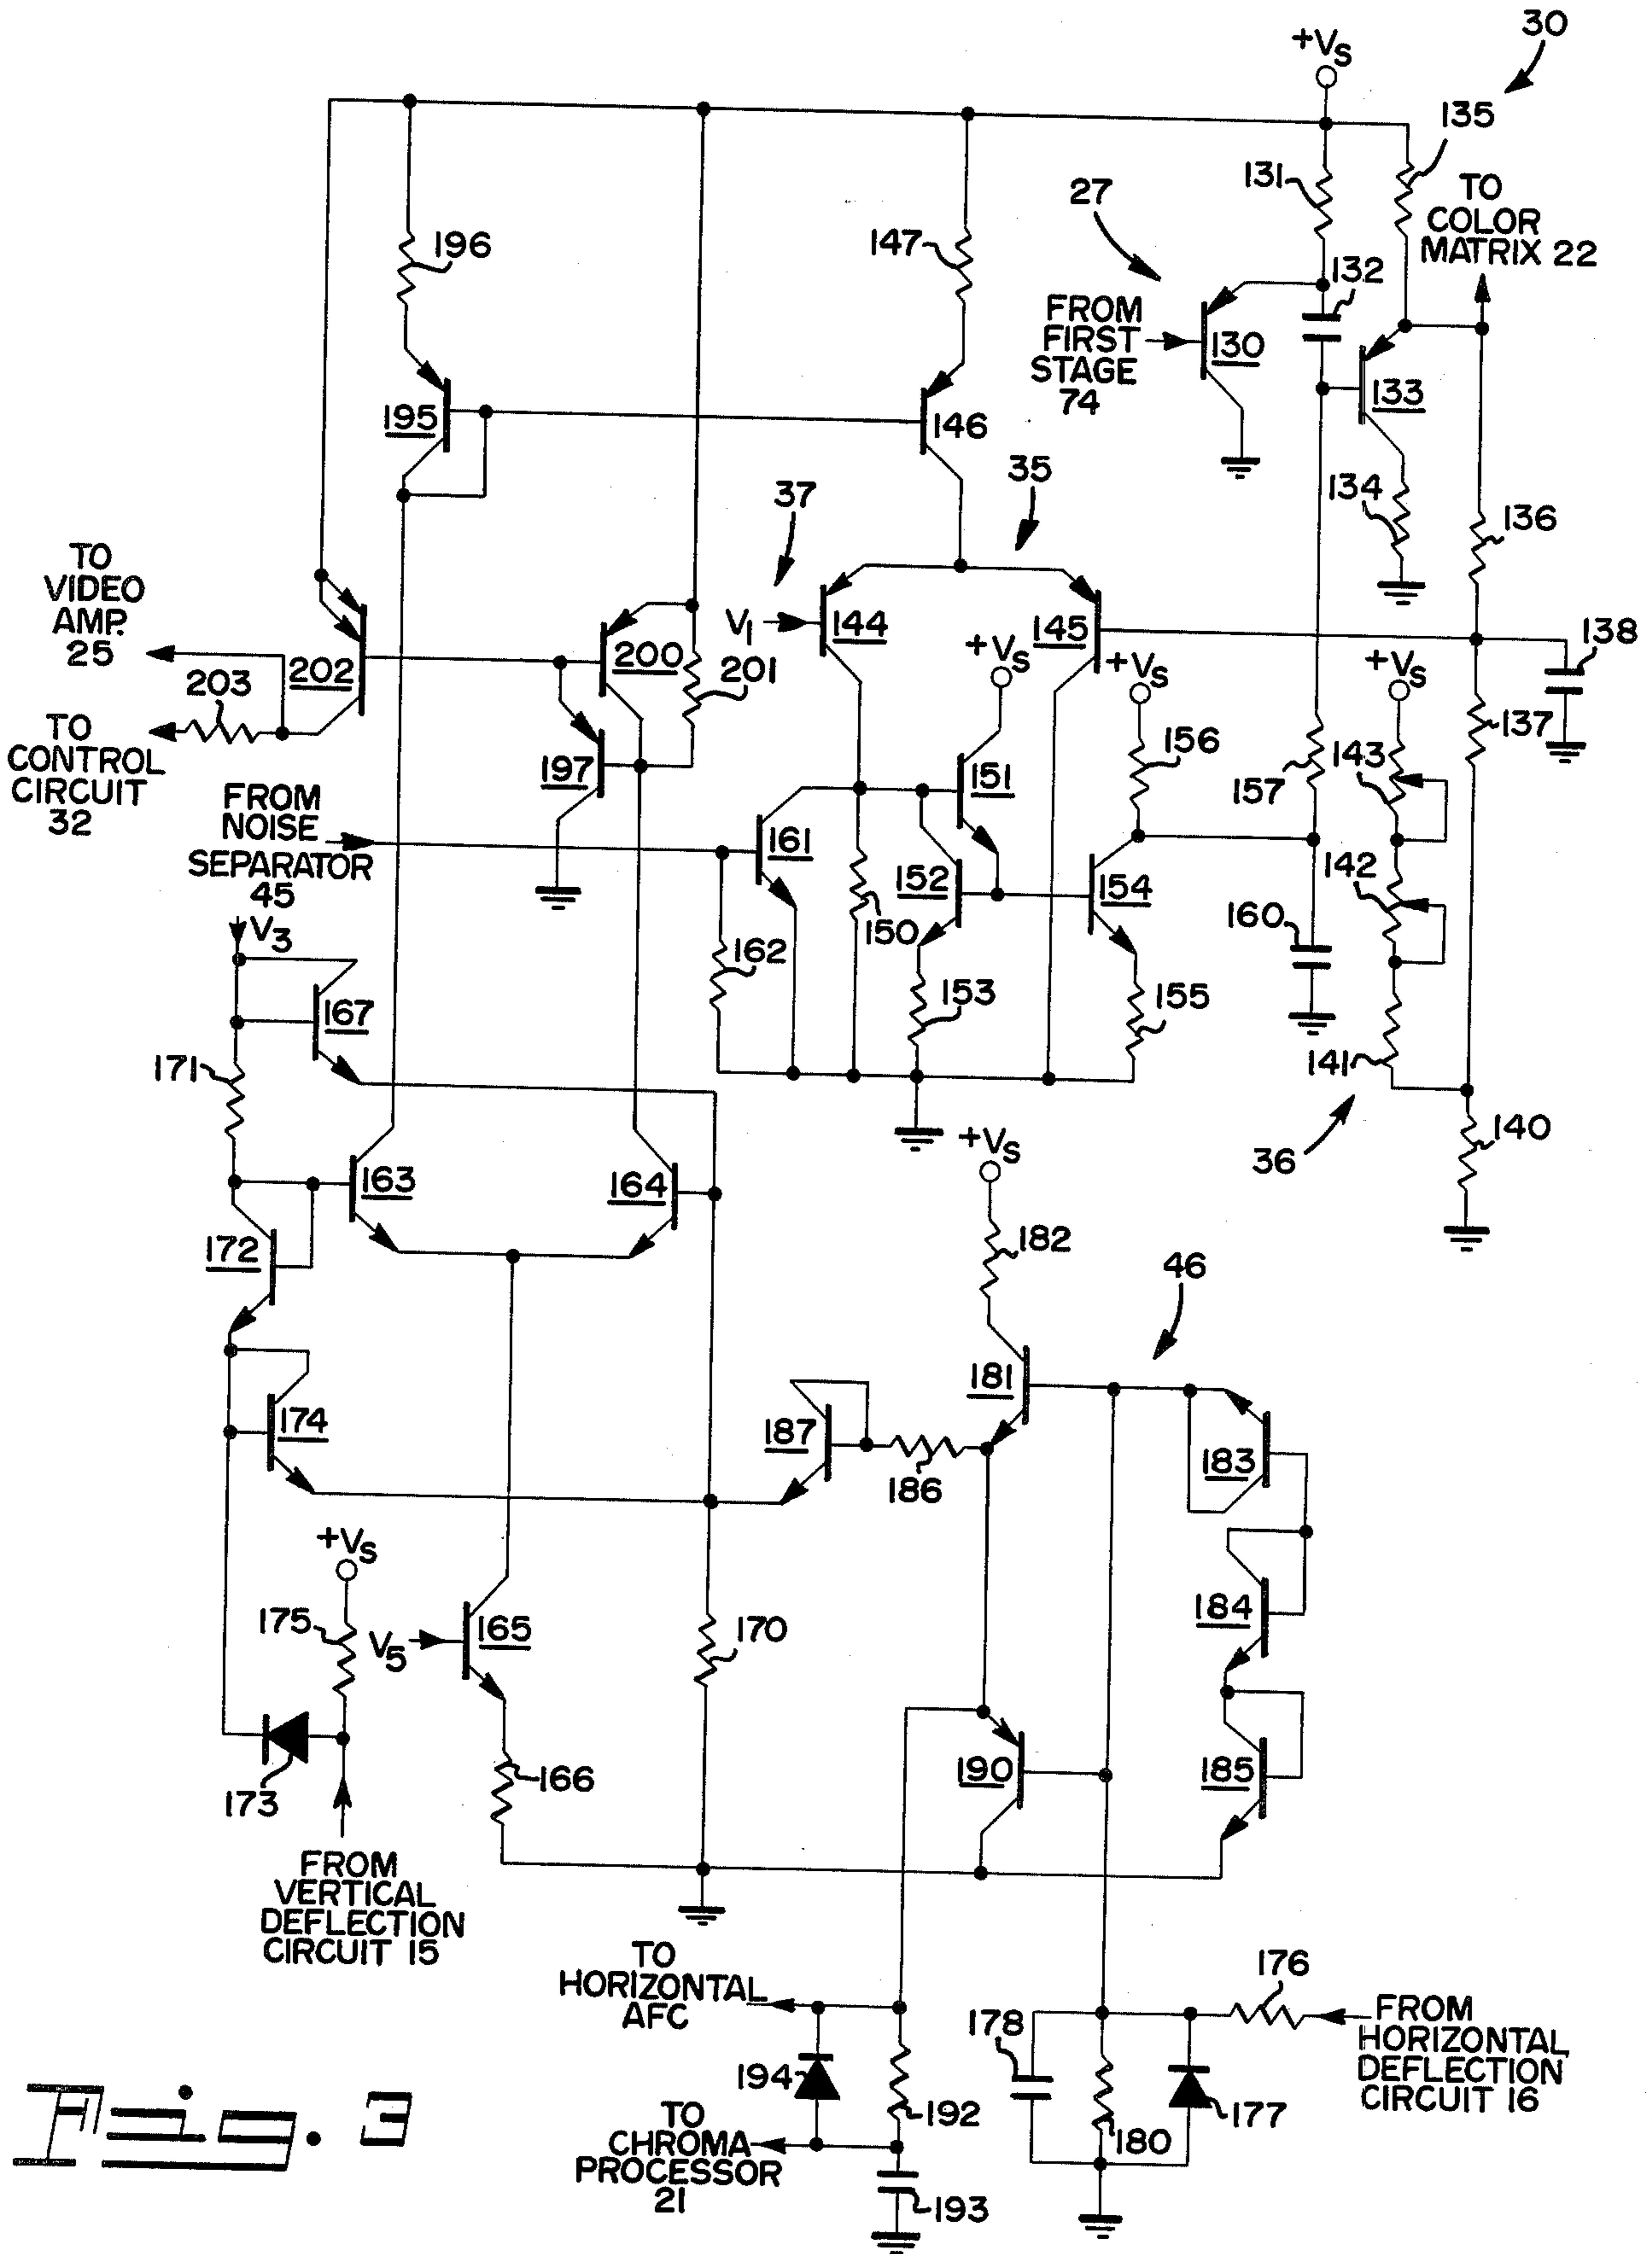 30
+VS
135
131
TO
COLOR
MATRIX 22
27
132
196
147
FROM
FIRST
STAGE
74
130
133
195
146
35
134
37
136
TO
VIDEO
AMP.
25
V1
144
145
138
200
+VS
+VS
+VS
202
201
203
137
TO
CONTROL
CIRCUIT
32
156
143
197
151
157
FROM
NOISE
SEPARATOR
45
161
142
152
154
160
150
V3
162
153
155
167
171
141
36
140
+VS
163
164
182
172
46
181
174
187
183
186
+VS
184
175
V5
165
170
190
185
166
173
FROM
VERTICAL
DEFLECTION
CIRCUIT 15
TO
HORIZONTAL
AFC
176
178
FROM
HORIZONTAL
DEFLECTION
CIRCUIT 16
194
192
177
180
TO
CHROMA
PROCESSOR
21
193
Fig. 3